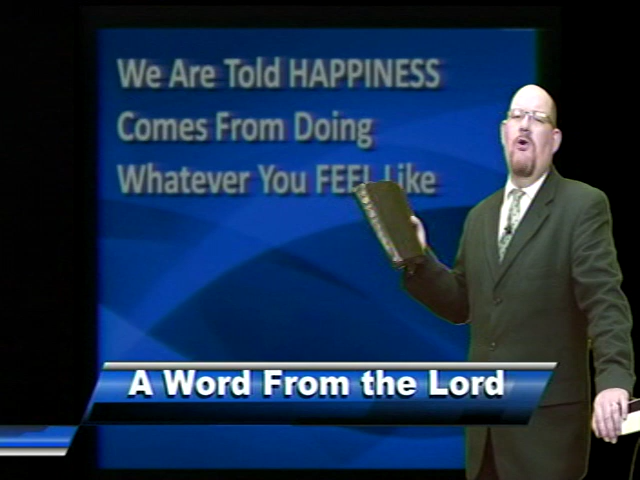 We Are Told HAPPINESS
Comes From Doing
Whatever You FEEL Like
A Word From the Lord